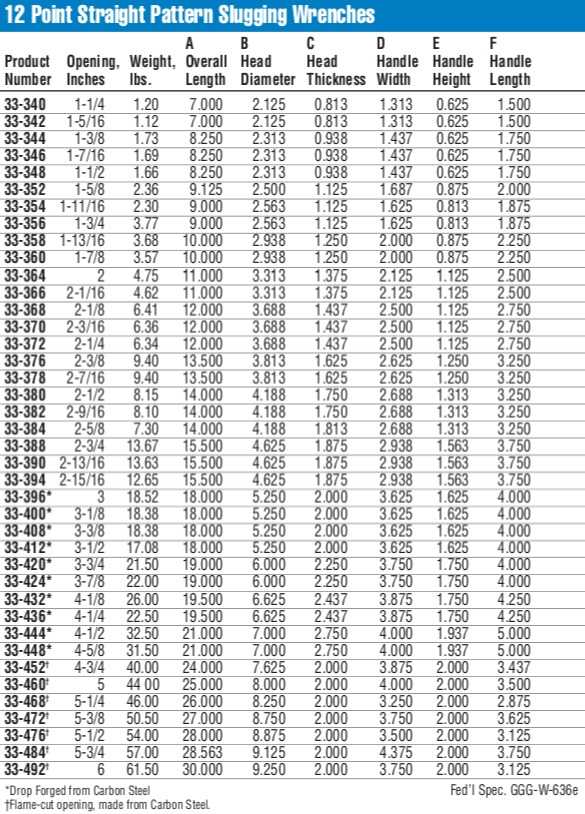 12 Point Straight Pattern Slugging Wrenches
A B C D E F
Product Opening, Weight, Overall Head Head Handle Handle Handle
Number Inches lbs. Length Diameter Thickness Width Height Length
33-340 1-1/4 1.20 7.000 2.125 0.813 1.313 0.625 1.500
33-342 1-5/16 1.12 7.000 2.125 0.813 1.313 0.625 1.500
33-344 1-3/8 1.73 8.250 2.313 0.938 1.437 0.625 1.750
33-346 1-7/16 1.69 8.250 2.313 0.938 1.437 0.625 1.750
33-348 1-1/2 1.66 8.250 2.313 0.938 1.437 0.625 1.750
33-352 1-5/8 2.36 9.125 2.500 1.125 1.687 0.875 2.000
33-354 1-11/16 2.30 9.000 2.563 1.125 1.625 0.813 1.875
33-356 1-3/4 3.77 9.000 2.563 1.125 1.625 0.813 1.875
33-358 1-13/16 3.68 10.000 2.938 1.250 2.000 0.875 2.250
33-360 1-7/8 3.57 10.000 2.938 1.250 2.000 0.875 2.250
33-364 2 4.75 11.000 3.313 1.375 2.125 1.125 2.500
33-366 2-1/16 4.62 11.000 3.313 1.375 2.125 1.125 2.500
33-368 2-1/8 6.41 12.000 3.688 1.437 2.500 1.125 2.750
33-370 2-3/16 6.36 12.000 3.688 1.437 2.500 1.125 2.750
33-372 2-1/4 6.34 12.000 3.688 1.437 2.500 1.125 2.750
33-376 2-3/8 9.40 13.500 3.813 1.625 2.625 1.250 3.250
33-378 2-7/16 9.40 13.500 3.813 1.625 2.625 1.250 3.250
33-380 2-1/2 8.15 14.000 4.188 1.750 2.688 1.313 3.250
33-382 2-9/16 8.10 14.000 4.188 1.750 2.688 1.313 3.250
33-384 2-5/8 7.30 14.000 4.188 1.813 2.688 1.313 3.250
33-388 2-3/4 13.67 15.500 4.625 1.875 2.938 1.563 3.750
33-390 2-13/16 13.63 15.500 4.625 1.875 2.938 1.563 3.750
33-394 2-15/16 12.65 15.500 4.625 1.875 2.938 1.563 3.750
33-396* 3 18.52 18.000 5.250 2.000 3.625 1.625 4.000
33-400* 3-1/8 18.38 18.000 5.250 2.000 3.625 1.625 4.000
33-408* 3-3/8 18.38 18.000 5.250 2.000 3.625 1.625 4.000
33-412* 3-1/2 17.08 18.000 5.250 2.000 3.625 1.625 4.000
33-420* 3-3/4 21.50 19.000 6.000 2.250 3.750 1.750 4.000
33-424* 3-7/8 22.00 19.000 6.000 2.250 3.750 1.750 4.000
33-432* 4-1/8 26.00 19.500 6.625 2.437 3.875 1.750 4.250
33-436* 4-1/4 22.50 19.500 6.625 2.437 3.875 1.750 4.250
33-444* 4-1/2 32.50 21.000 7.000 2.750 4.000 1.937 5.000
33-448* 4-5/8 31.50 21.000 7.000 2.750 4.000 1.937 5.000
33-452† 4-3/4 40.00 24.000 7.625 2.000 3.875 2.000 3.437
33-460† 5 44 00 25.000 8.000 2.000 4.000 2.000 3.500
33-468† 5-1/4 46.00 26.000 8.250 2.000 3.250 2.000 2.875
33-472† 5-3/8 50.50 27.000 8.750 2.000 3.750 2.000 3.625
33-476† 5-1/2 54.00 28.000 8.875 2.000 3.500 2.000 3.125
33-484† 5-3/4 57.00 28.563 9.125 2.000 4.375 2.000 3.750
33-492† 6 61.50 30.000 9.250 2.000 3.750 2.000 3.125
*Drop Forged from Carbon Steel Fed'l Spec. GGG-W-636e
†Flame-cut opening, made from Carbon Steel.